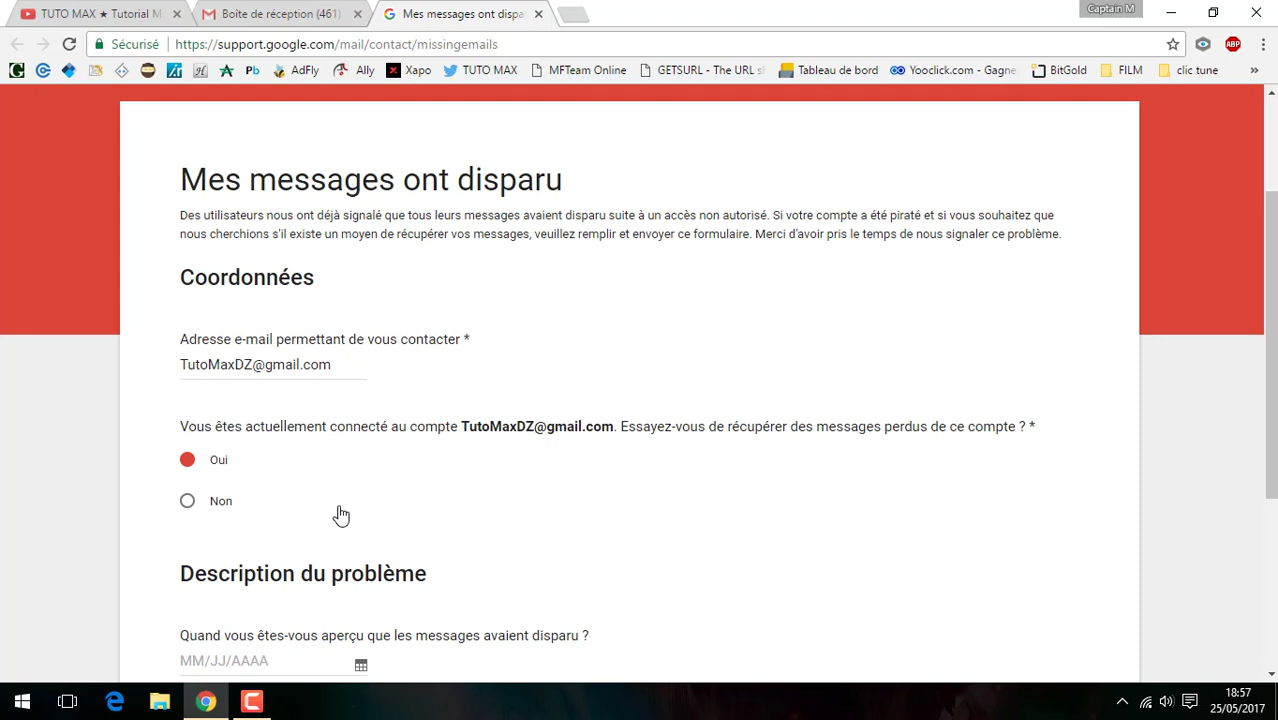 TUTO MAX ★ Tutorial M
Boîte de réception (461)
Mes messages ont dispa
Captain M
Sécurisé
https://support.google.com/mail/contact/missingemails
ABP
Pb
AdFly
Ally
Xapo
TUTO MAX
MFTeam Online
GETSURL - The URL s
Tableau de bord
Yooclick.com - Gagne
BitGold
FILM
clic tune
»
Mes messages ont disparu
Des utilisateurs nous ont déjà signalé que tous leurs messages avaient disparu suite à un accès non autorisé. Si votre compte a été piraté et si vous souhaitez que
nous cherchions s'il existe un moyen de récupérer vos messages, veuillez remplir et envoyer ce formulaire. Merci d'avoir pris le temps de nous signaler ce problème.
Coordonnées
Adresse e-mail permettant de vous contacter *
TutoMaxDZ@gmail.com
Vous êtes actuellement connecté au compte TutoMaxDZ@gmail.com. Essayez-vous de récupérer des messages perdus de ce compte ? *
Oui
Non
Description du problème
Quand vous êtes-vous aperçu que les messages avaient disparu ?
MM/JJ/AAAA
18:57
25/05/2017